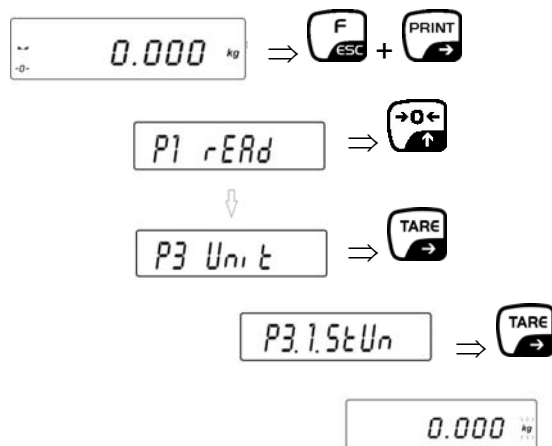 -0- 0.000 kg ⇒ F ESC + PRINT
P1 rEAd ⇒ →0←
P3 Unit ⇒ TARE
P3.1.StUn ⇒ TARE
0.000 kg